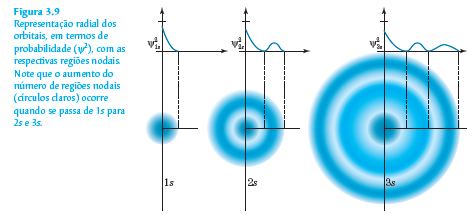 Figura 3.9
Representação radial dos
orbitais, em termos de
probabilidade (ψ²), com as
respectivas regiões nodais.
Note que o aumento do
número de regiões nodais
(círculos claros) ocorre
quando se passa de 1s para
2s e 3s.
ψ²1s
ψ²2s
ψ²3s
1s
2s
3s